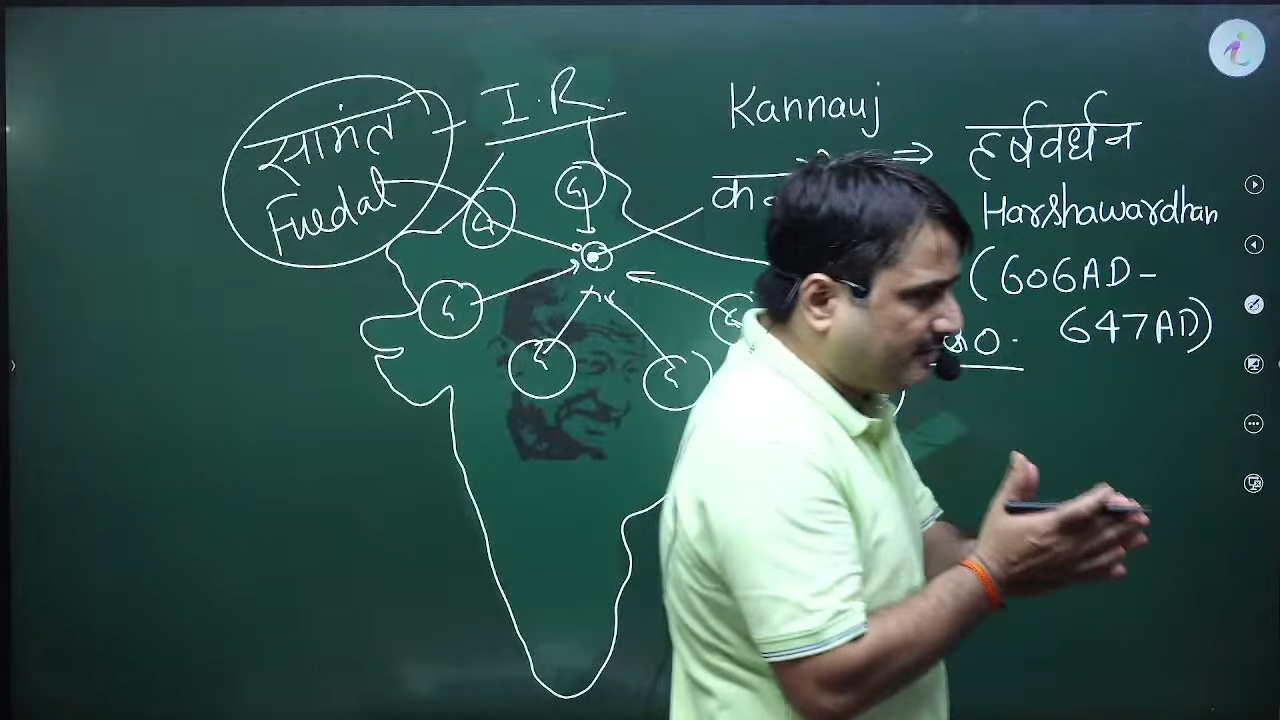 सामंत
Fuedal
I.R.
Kannauj
⇒ हर्षवर्धन
Harshawardhan
(606AD-
647AD)